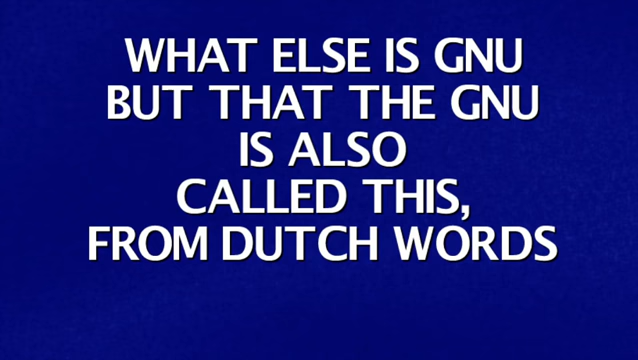 WHAT ELSE IS GNU
BUT THAT THE GNU
IS ALSO
CALLED THIS,
FROM DUTCH WORDS